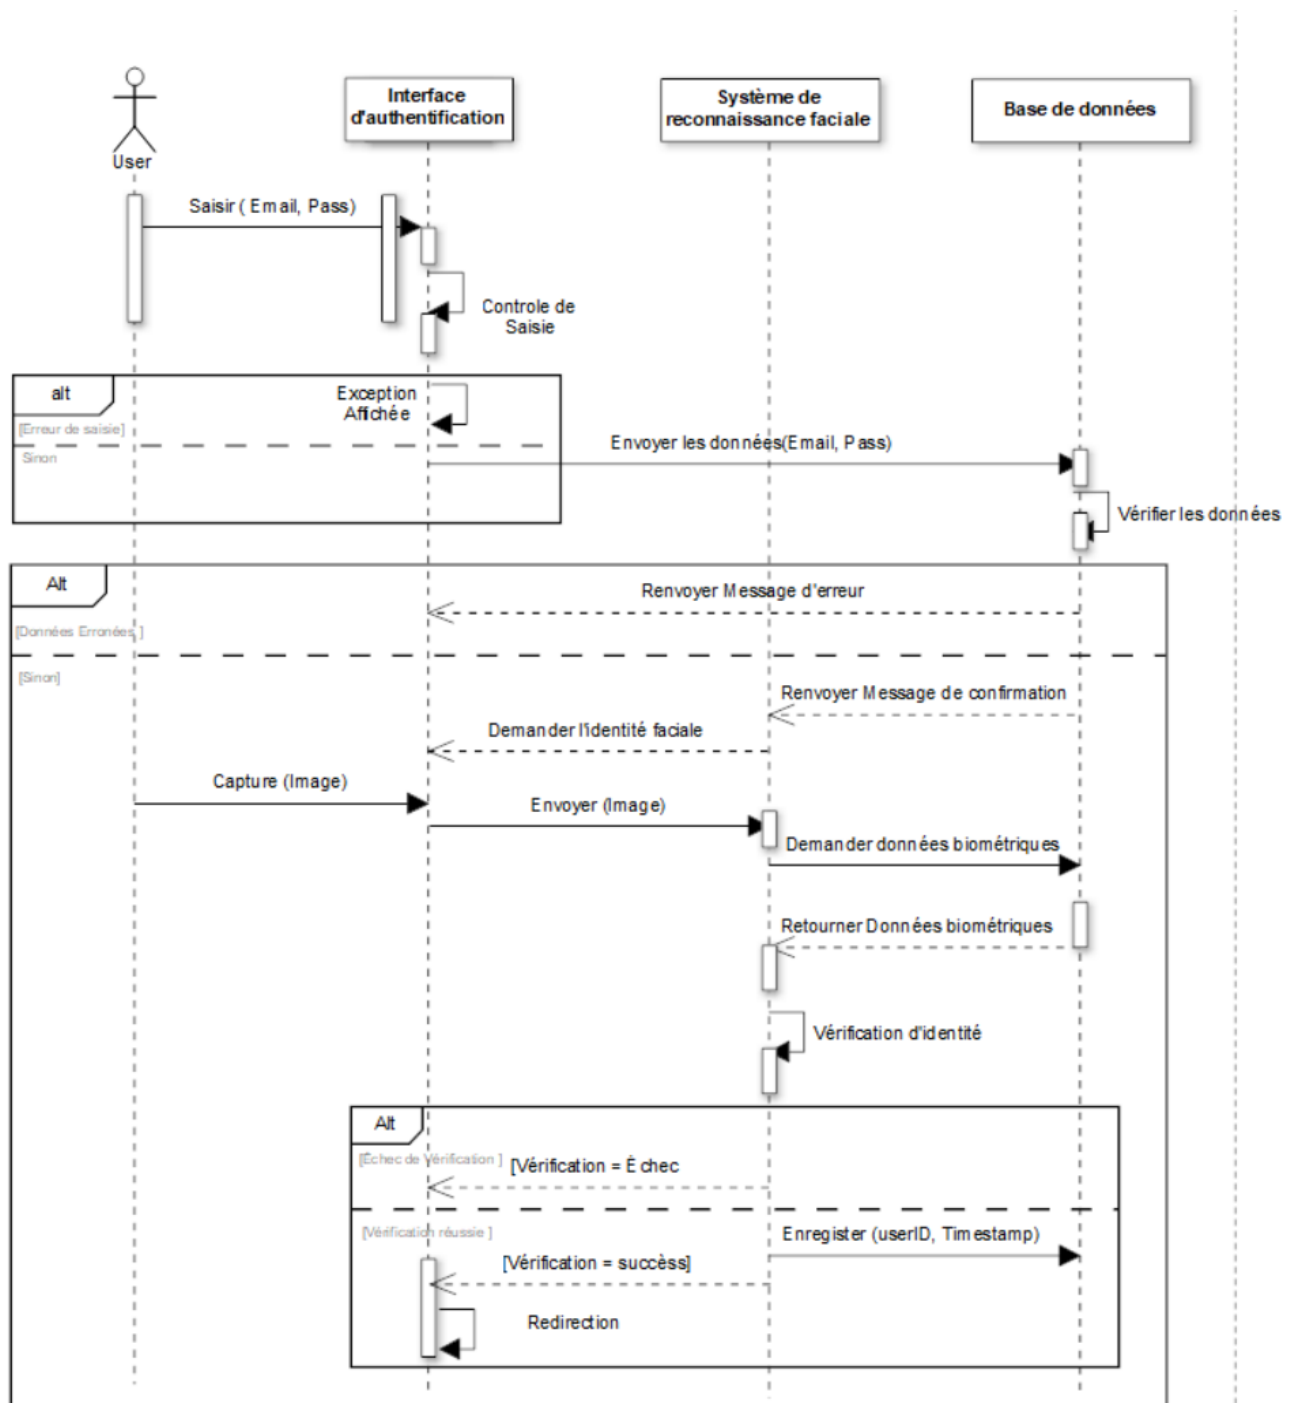 User
Interface
d'authentification
Système de
reconnaissance faciale
Base de données
Saisir ( Email, Pass)
Controle de
Saisie
alt
Exception
Affichée
[Erreur de saisie]
Sinon
Envoyer les données(Email, Pass)
Vérifier les données
Alt
Renvoyer Message d'erreur
[Données Erronées ]
[Sinon]
Renvoyer Message de confirmation
Demander l'identité faciale
Capture (Image)
Envoyer (Image)
Demander données biométriques
Retourner Données biométriques
Vérification d'identité
Alt
[Échec de Vérification ]
[Vérification = Échec
[Vérification réussie ]
Enregister (userID, Timestamp)
[Vérification = succèss]
Redirection